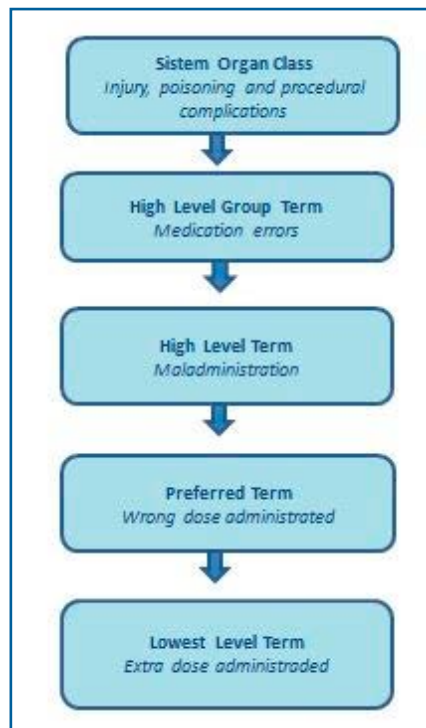 Sistem Organ Class
Injury, poisoning and procedural
complications
High Level Group Term
Medication errors
High Level Term
Maladministration
Preferred Term
Wrong dose administrated
Lowest Level Term
Extra dose administraded